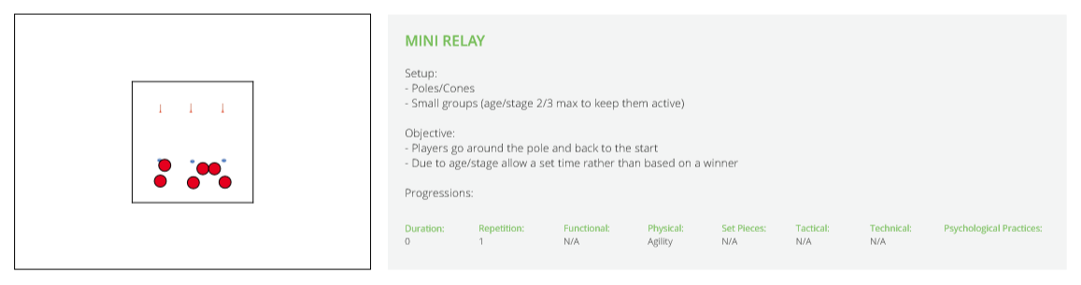 MINI RELAY
Setup:
- Poles/Cones
- Small groups (age/stage 2/3 max to keep them active)
Objective:
- Players go around the pole and back to the start
- Due to age/stage allow a set time rather than based on a winner
Progressions:
Duration: Repetition: Functional: Physical: Set Pieces: Tactical: Technical: Psychological Practices:
0 1 N/A Agility N/A N/A N/A